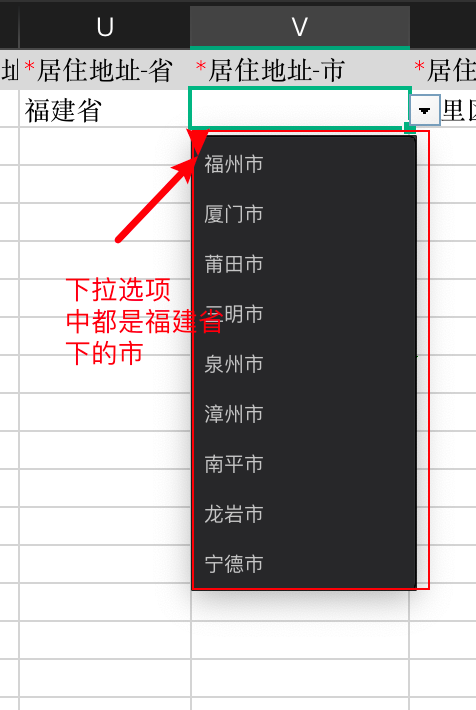 U
V
址
*居住地址-省
*居住地址-市
*居住
福建省
里
福州市
厦门市
莆田市
三明市
泉州市
漳州市
南平市
龙岩市
宁德市
下拉选项
中都是福建省
下的市